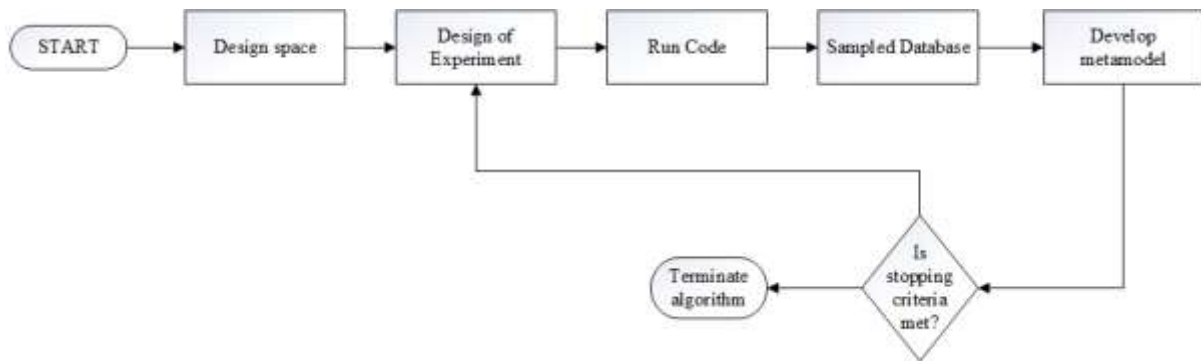 START
Design space
Design of
Experiment
Run Code
Sampled Database
Develop
metamodel
Is
stopping
criteria
met?
Terminate
algorithm